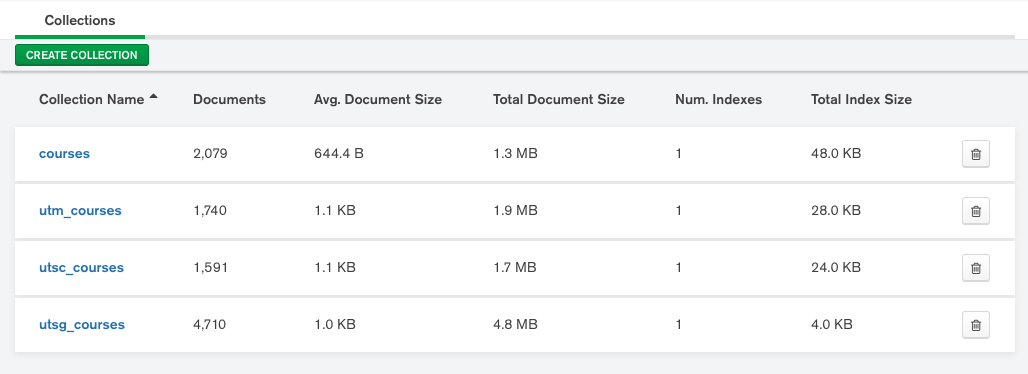 Collections
CREATE COLLECTION
Collection Name Documents Avg. Document Size Total Document Size Num. Indexes Total Index Size
courses 2,079 644.4 B 1.3 MB 1 48.0 KB
utm_courses 1,740 1.1 KB 1.9 MB 1 28.0 KB
utsc_courses 1,591 1.1 KB 1.7 MB 1 24.0 KB
utsg_courses 4,710 1.0 KB 4.8 MB 1 4.0 KB